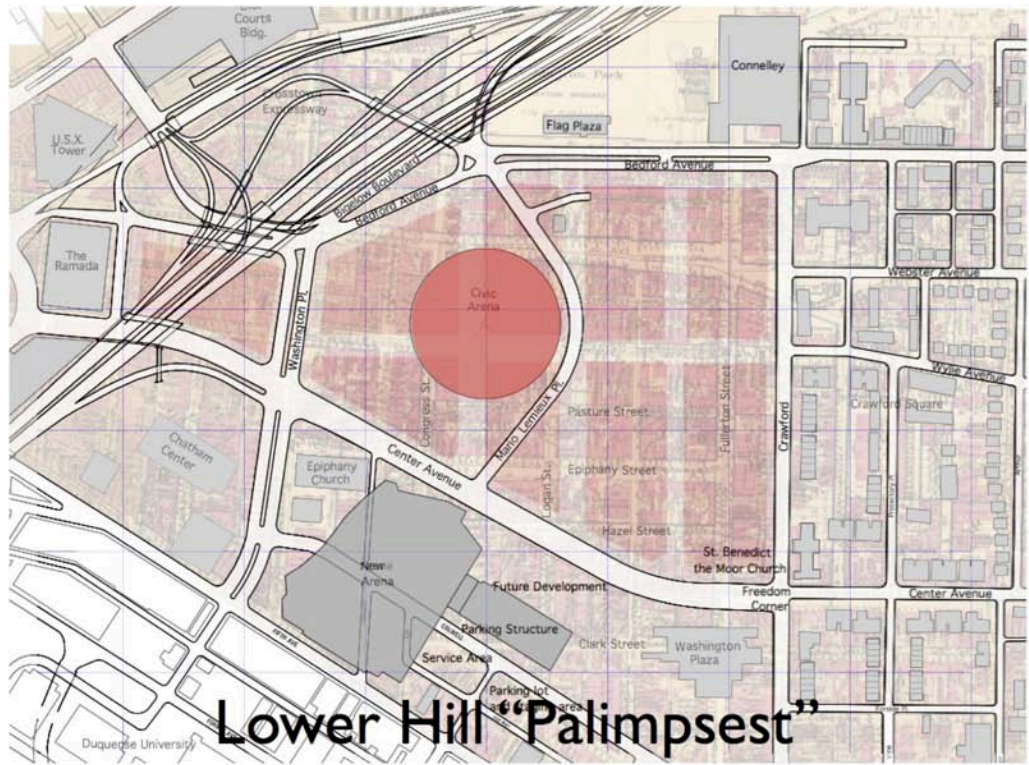 Courts
Bldg.
Crosstown
Expressway
Connelley
Flag Plaza
U.S.X.
Tower
Bigelow Boulevard
Bedford Avenue
Bedford Avenue
The
Ramada
Washington Pl.
Civic
Arena
Webster Avenue
Wylie Avenue
Crawford Square
Congress St.
Mario Lemieux Pl.
Pasture Street
Fullerton Street
Crawford
Chatham
Center
Epiphany
Church
Center Avenue
Epiphany Street
Logan St.
Hazel Street
St. Benedict
the Moor Church
New
Arena
Future Development
Freedom
Corner
Center Avenue
Parking Structure
Clark Street
Washington
Plaza
Service Area
COLWELL
FIFTH AVE
Parking lot
Duquesne University
Lower Hill "Palimpsest"